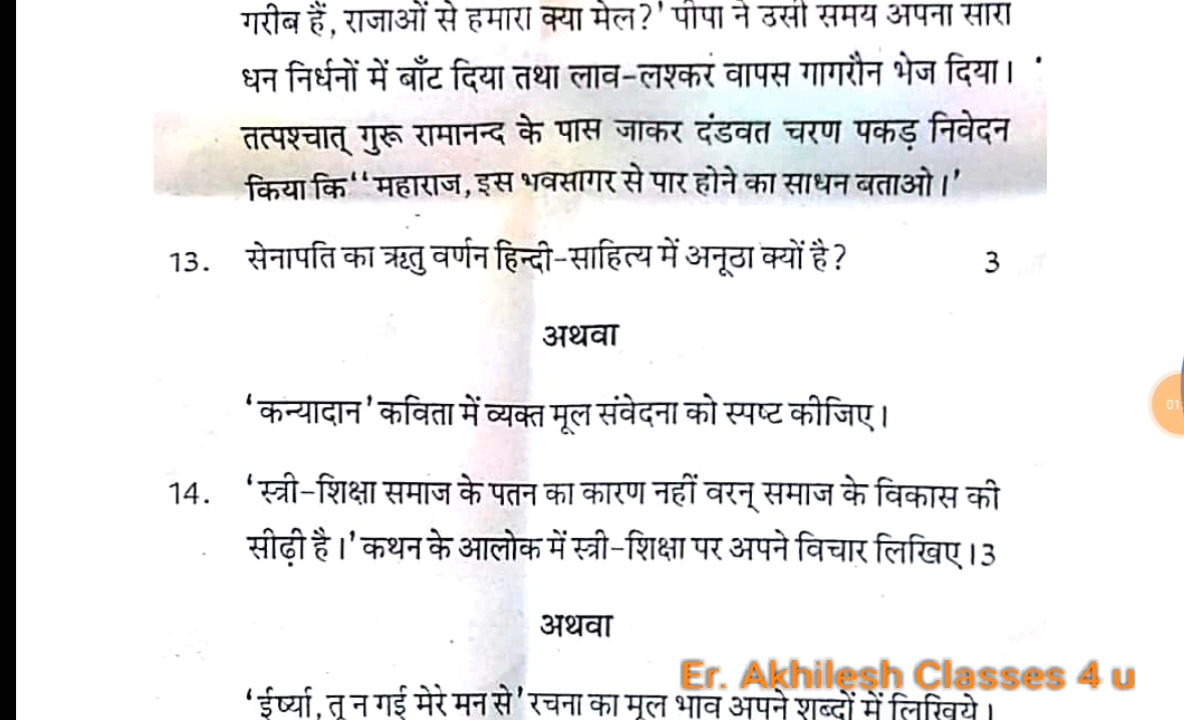 गरीब हैं, राजाओं से हमारा क्या मेल?' पीपा ने उसी समय अपना सारा
धन निर्धनों में बाँट दिया तथा लाव-लश्कर वापस गागरौन भेज दिया।
तत्पश्चात् गुरू रामानन्द के पास जाकर दंडवत चरण पकड़ निवेदन
किया कि ‘‘महाराज, इस भवसागर से पार होने का साधन बताओ।’
13. सेनापति का ऋतु वर्णन हिन्दी-साहित्य में अनूठा क्यों है? 3
अथवा
‘कन्यादान’ कविता में व्यक्त मूल संवेदना को स्पष्ट कीजिए।
14. ‘स्त्री-शिक्षा समाज के पतन का कारण नहीं वरन् समाज के विकास की
सीढ़ी है।’ कथन के आलोक में स्त्री-शिक्षा पर अपने विचार लिखिए। 3
अथवा
Er. Akhilesh Classes 4 u
‘ईर्ष्या, तू न गई मेरे मन से’ रचना का मूल भाव अपने शब्दों में लिखिये।
01